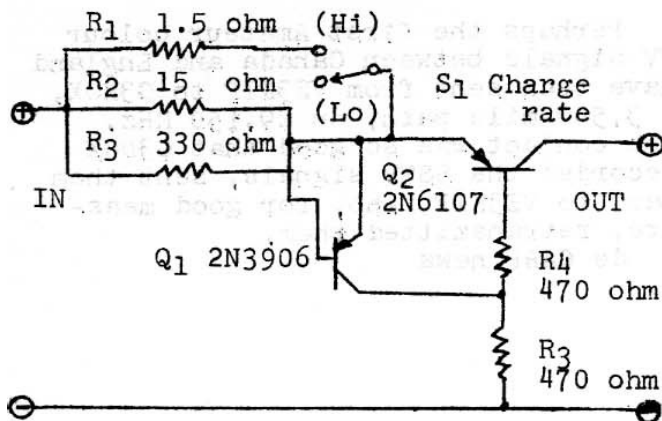 R1 1.5 ohm (Hi)
R2 15 ohm
S1 Charge
(Lo)
rate
R3 330 ohm
+
+
IN
Q2
2N6107
OUT
Q1 2N3906
R4
470 ohm
R3
470 ohm
−